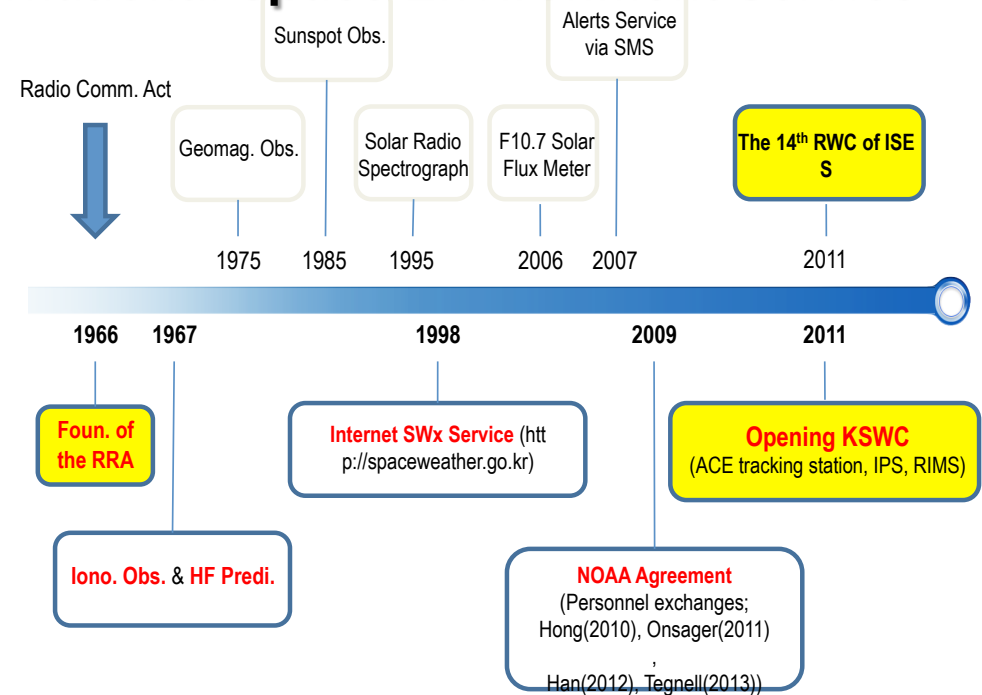 Sunspot Obs.
Alerts Service
via SMS
Radio Comm. Act
Geomag. Obs.
Solar Radio
Spectrograph
F10.7 Solar
Flux Meter
The 14th RWC of ISE
S
1975
1985
1995
2006
2007
2011
1966
1967
1998
2009
2011
Foun. of
the RRA
Internet SWx Service (htt
p://spaceweather.go.kr)
Opening KSWC
(ACE tracking station, IPS, RIMS)
Iono. Obs. & HF Predi.
NOAA Agreement
(Personnel exchanges;
Hong(2010), Onsager(2011)
,
Han(2012), Tegnell(2013))